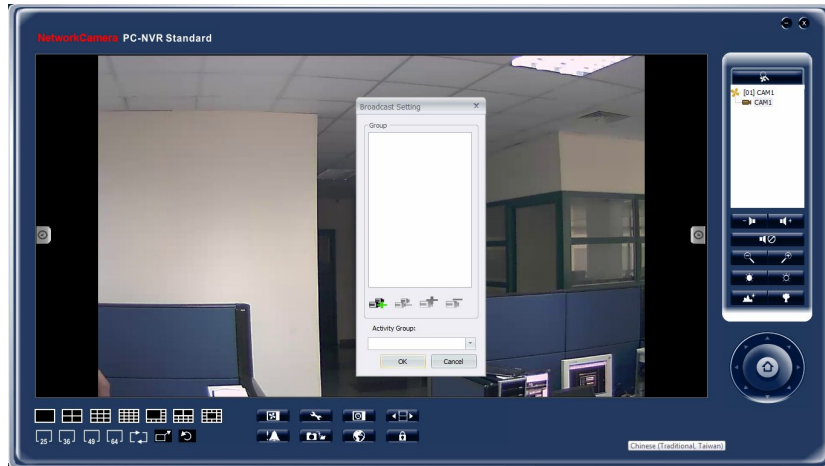 NetworkCamera PC-NVR Standard
Broadcast Setting
Group
Activity Group:
OK Cancel
[01] CAM1
CAM1
25 36 49 64
Chinese (Traditional, Taiwan)